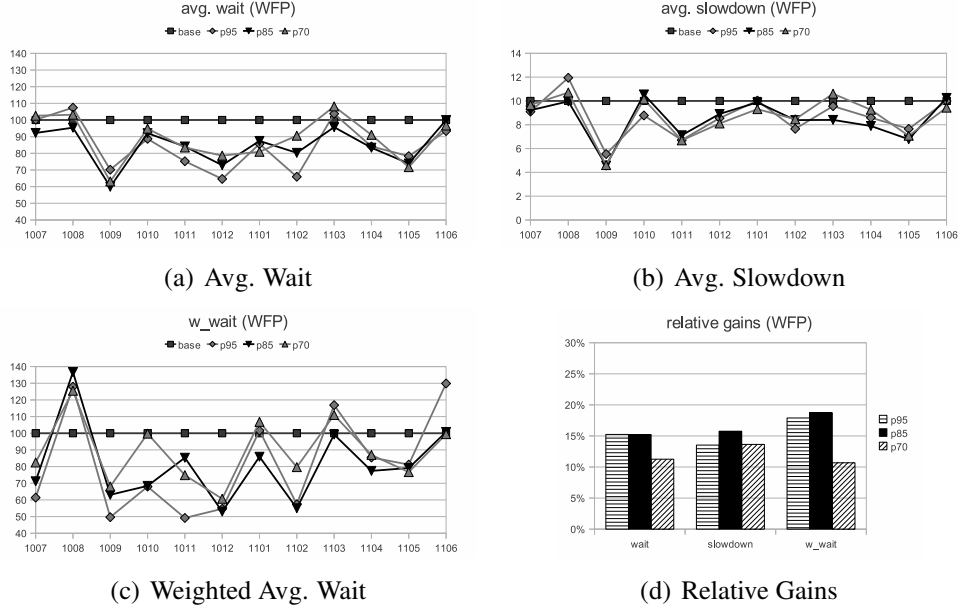 avg. wait (WFP)
base p95 p85 p70
140
130
120
110
100
90
80
70
60
50
40
1007 1008 1009 1010 1011 1012 1101 1102 1103 1104 1105 1106
(a) Avg. Wait
avg. slowdown (WFP)
base p95 p85 p70
14
12
10
8
6
4
2
0
1007 1008 1009 1010 1011 1012 1101 1102 1103 1104 1105 1106
(b) Avg. Slowdown
w_wait (WFP)
base p95 p85 p70
140
130
120
110
100
90
80
70
60
50
40
1007 1008 1009 1010 1011 1012 1101 1102 1103 1104 1105 1106
(c) Weighted Avg. Wait
relative gains (WFP)
30%
25%
20%
15%
10%
5%
0%
wait slowdown w_wait
p95
p85
p70
(d) Relative Gains